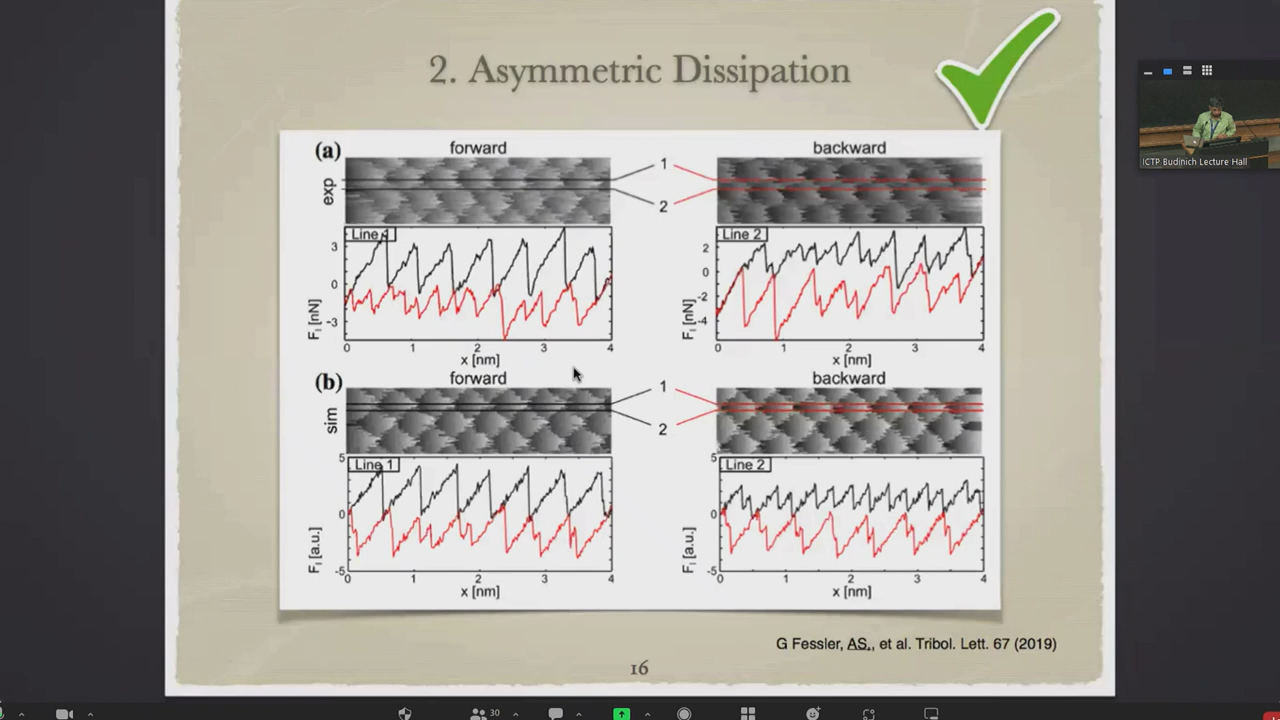 2. Asymmetric Dissipation
(a)
forward
backward
exp
1
2
Line 1
3
0
-3
F_l [nN]
0 1 2 3 4
x [nm]
Line 2
2
0
-2
-4
F_l [nN]
0 1 2 3 4
x [nm]
(b)
forward
backward
sim
1
2
Line 1
5
0
-5
F_l [a.u.]
0 1 2 3 4
x [nm]
Line 2
5
0
-5
F_l [a.u.]
0 1 2 3 4
x [nm]
G Fessler, AS., et al. Tribol. Lett. 67 (2019)
16
ICTP Budinich Lecture Hall
30